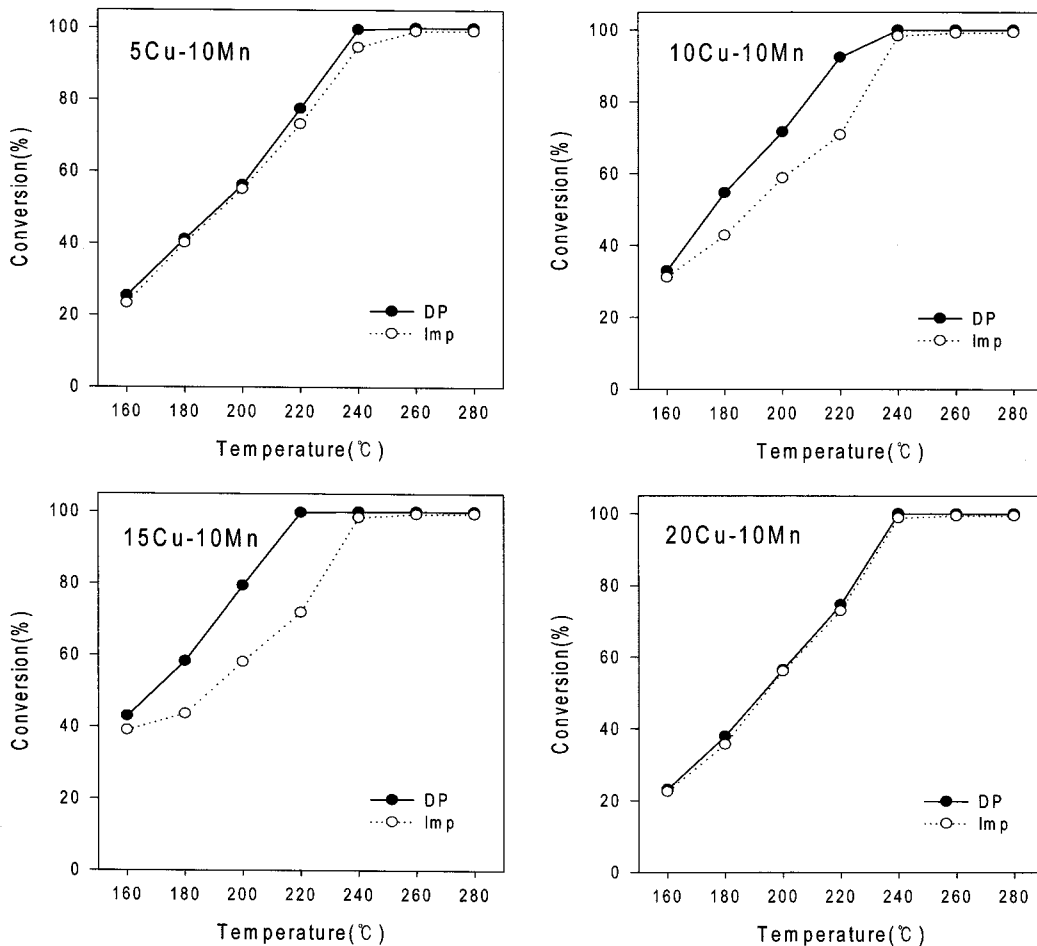 5Cu-10Mn
Conversion(%)
100
80
60
40
20
0
DP
Imp
160 180 200 220 240 260 280
Temperature(℃)
10Cu-10Mn
Conversion(%)
100
80
60
40
20
0
DP
Imp
160 180 200 220 240 260 280
Temperature(℃)
15Cu-10Mn
Conversion(%)
100
80
60
40
20
0
DP
Imp
160 180 200 220 240 260 280
Temperature(℃)
20Cu-10Mn
Conversion(%)
100
80
60
40
20
0
DP
Imp
160 180 200 220 240 260 280
Temperature(℃)